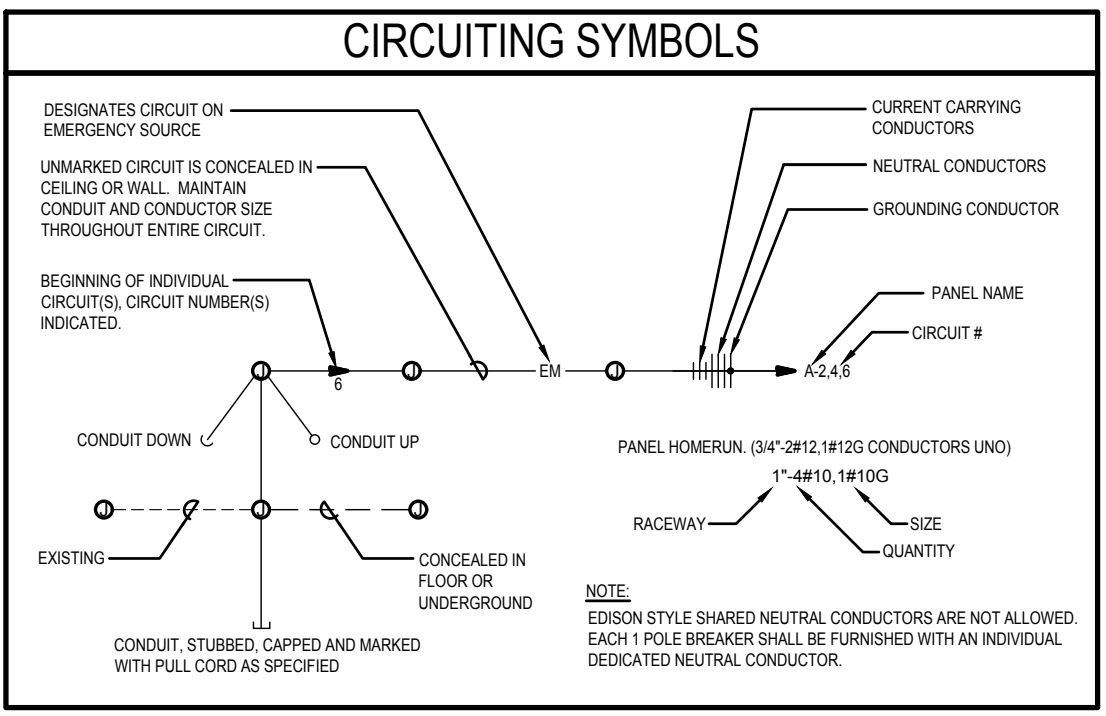 CIRCUITING SYMBOLS
DESIGNATES CIRCUIT ON
EMERGENCY SOURCE
UNMARKED CIRCUIT IS CONCEALED IN
CEILING OR WALL. MAINTAIN
CONDUIT AND CONDUCTOR SIZE
THROUGHOUT ENTIRE CIRCUIT.
BEGINNING OF INDIVIDUAL
CIRCUIT(S), CIRCUIT NUMBER(S)
INDICATED.
CURRENT CARRYING
CONDUCTORS
NEUTRAL CONDUCTORS
GROUNDING CONDUCTOR
PANEL NAME
CIRCUIT #
J
6
J
EM
J
A-2,4,6
CONDUIT DOWN
CONDUIT UP
J
J
J
EXISTING
CONCEALED IN
FLOOR OR
UNDERGROUND
CONDUIT, STUBBED, CAPPED AND MARKED
WITH PULL CORD AS SPECIFIED
PANEL HOMERUN. (3/4"-2#12,1#12G CONDUCTORS UNO)
1"-4#10,1#10G
RACEWAY
SIZE
QUANTITY
NOTE:
EDISON STYLE SHARED NEUTRAL CONDUCTORS ARE NOT ALLOWED.
EACH 1 POLE BREAKER SHALL BE FURNISHED WITH AN INDIVIDUAL
DEDICATED NEUTRAL CONDUCTOR.